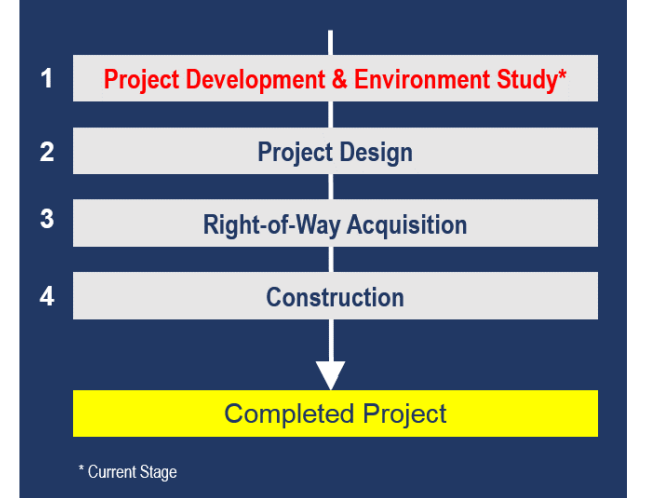 1 Project Development & Environment Study*
2 Project Design
3 Right-of-Way Acquisition
4 Construction
Completed Project
* Current Stage